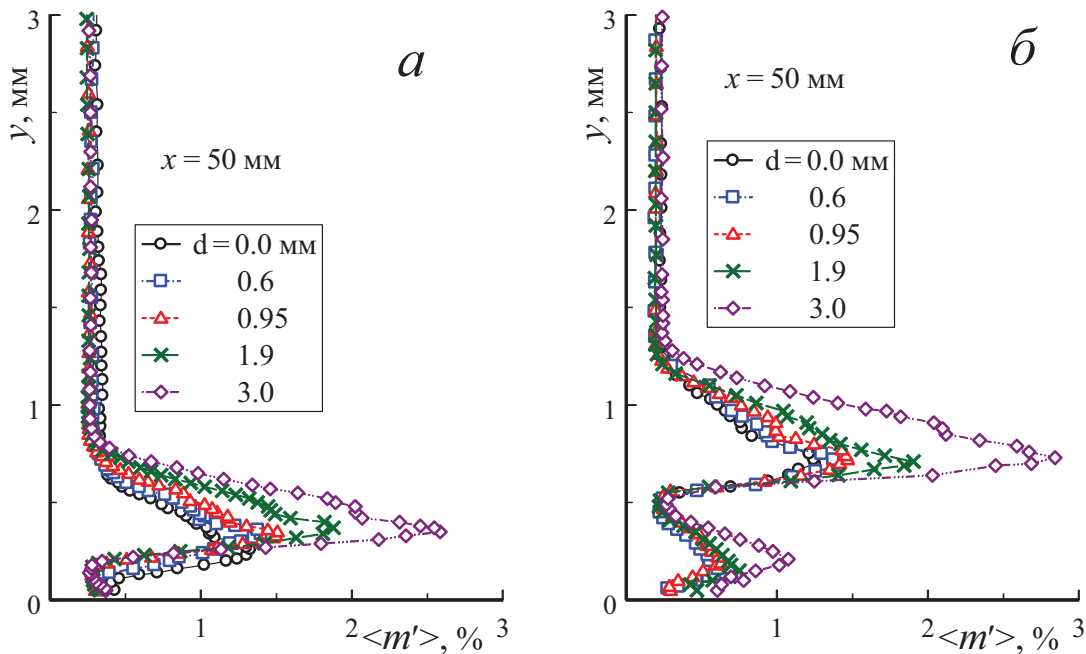 3
2
1
0
y, мм
а
x = 50 мм
d = 0.0 мм
0.6
0.95
1.9
3.0
1
2
3
<m'>, %
3
2
1
0
y, мм
б
x = 50 мм
d = 0.0 мм
0.6
0.95
1.9
3.0
1
2
3
<m'>, %